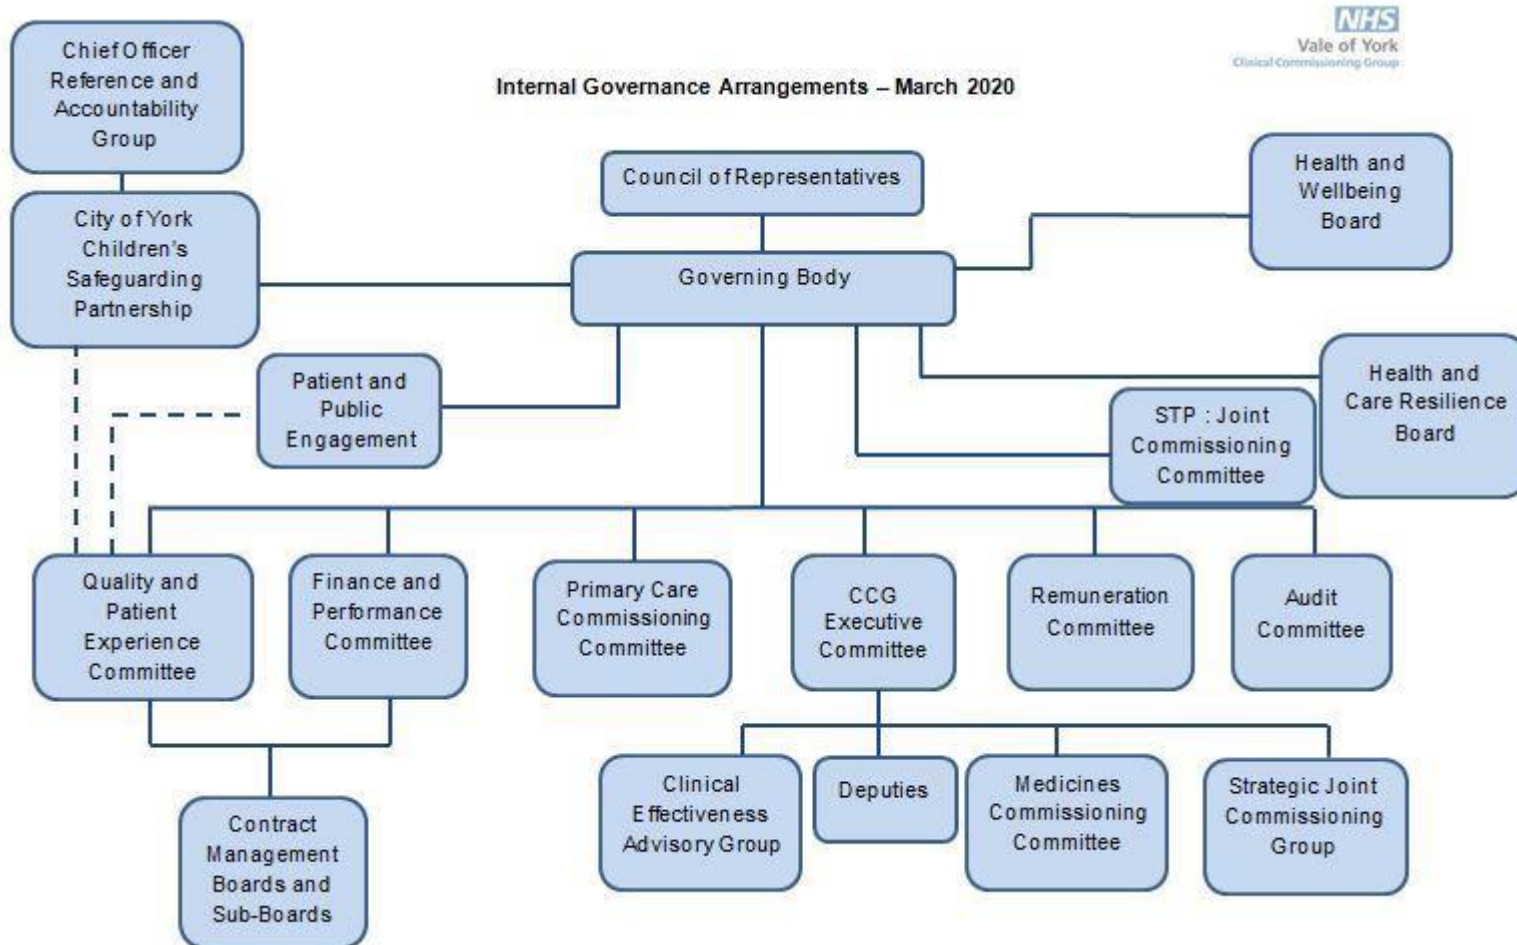 NHS
Vale of York
Clinical Commissioning Group
Internal Governance Arrangements – March 2020
Chief Officer
Reference and
Accountability
Group
Council of Representatives
Health and
Wellbeing
Board
City of York
Children's
Safeguarding
Partnership
Governing Body
Patient and
Public
Engagement
STP : Joint
Commissioning
Committee
Health and
Care Resilience
Board
Quality and
Patient
Experience
Committee
Finance and
Performance
Committee
Primary Care
Commissioning
Committee
CCG
Executive
Committee
Remuneration
Committee
Audit
Committee
Contract
Management
Boards and
Sub-Boards
Clinical
Effectiveness
Advisory Group
Deputies
Medicines
Commissioning
Committee
Strategic Joint
Commissioning
Group